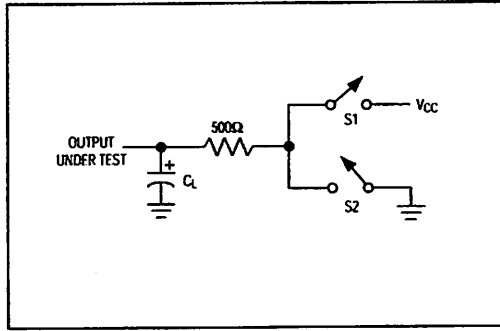 500Ω
S1
VCC
OUTPUT
UNDER TEST
+
CL
S2